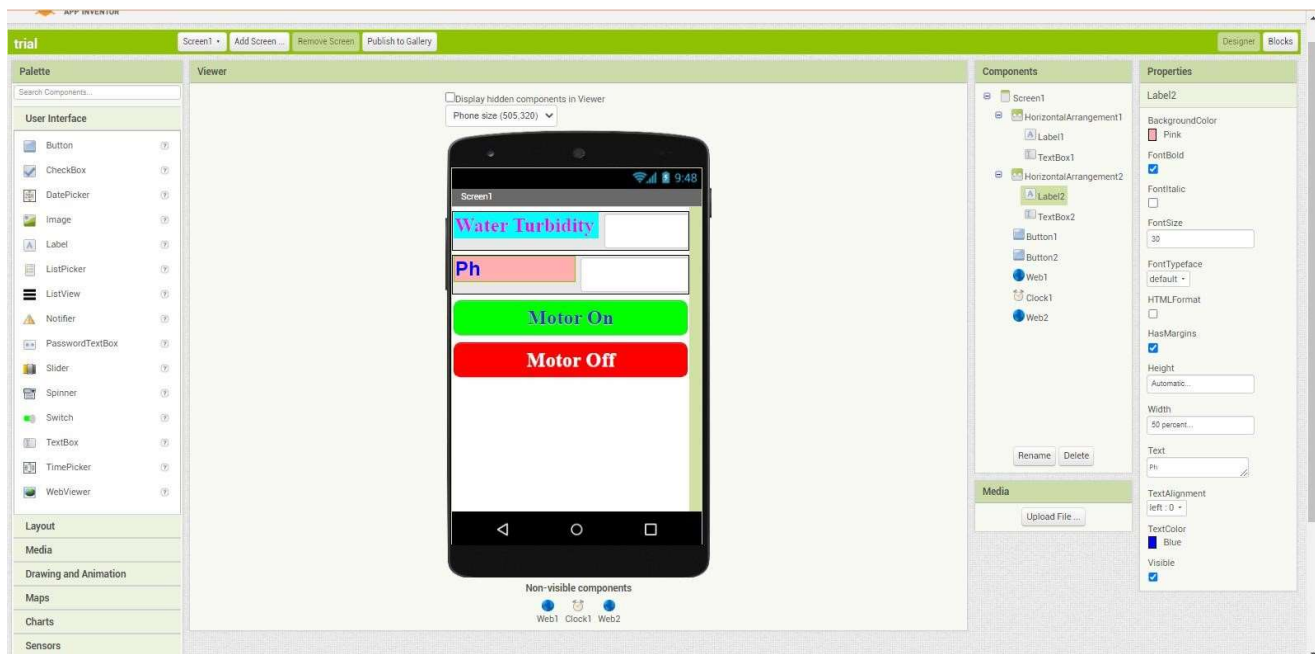 APP INVENTOR
trial
Screen1
Add Screen ...
Remove Screen
Publish to Gallery
Designer
Blocks
Palette
Search Components...
User Interface
Button
CheckBox
DatePicker
Image
Label
ListPicker
ListView
Notifier
PasswordTextBox
Slider
Spinner
Switch
TextBox
TimePicker
WebViewer
Layout
Media
Drawing and Animation
Maps
Charts
Sensors
Viewer
Display hidden components in Viewer
Phone size (505,320)
9:48
Screen1
Water Turbidity
Ph
Motor On
Motor Off
Non-visible components
Web1 Clock1 Web2
Components
Screen1
HorizontalArrangement1
Label1
TextBox1
HorizontalArrangement2
Label2
TextBox2
Button1
Button2
Web1
Clock1
Web2
Rename
Delete
Media
Upload File ...
Properties
Label2
BackgroundColor
Pink
FontBold
FontItalic
FontSize
30
FontTypeface
default
HTMLFormat
HasMargins
Height
Automatic...
Width
50 percent...
Text
Ph
TextAlignment
left : 0
TextColor
Blue
Visible